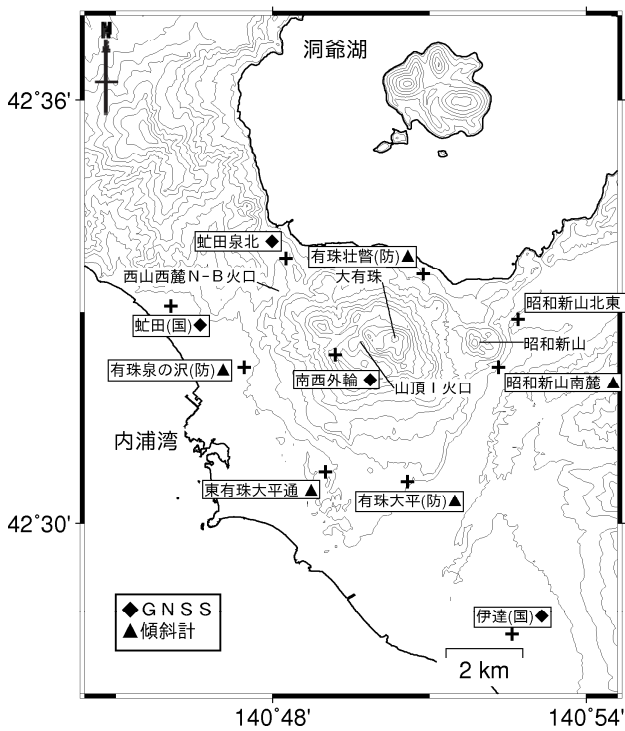 N
洞爺湖
42°36'
虻田泉北◆
有珠壮瞥(防)▲
大有珠
西山西麓N-B火口
昭和新山北東
虻田(国)◆
昭和新山
有珠泉の沢(防)▲
南西外輪◆
山頂I火口
昭和新山南麓▲
内浦湾
東有珠大平通▲
有珠大平(防)▲
42°30'
◆GNSS
▲傾斜計
伊達(国)◆
2 km
140°48'
140°54'